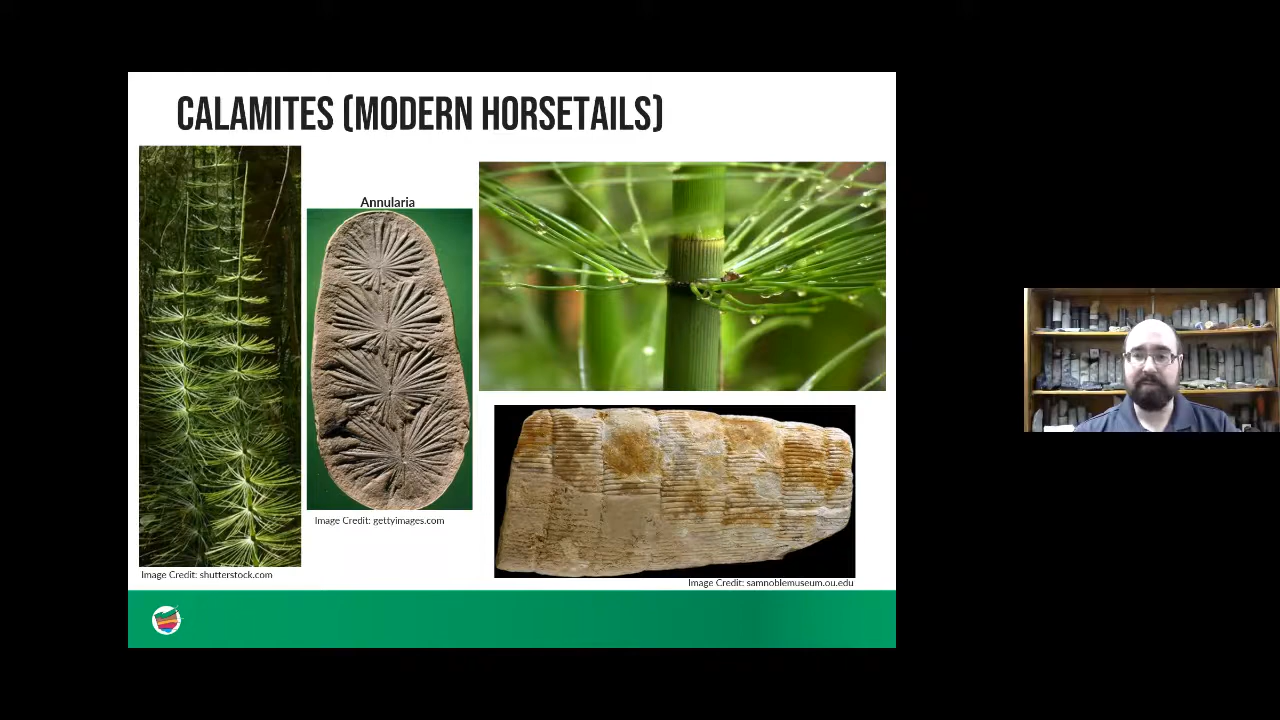 CALAMITES (MODERN HORSETAILS)
Annularia
Image Credit: gettyimages.com
Image Credit: shutterstock.com
Image Credit: samnoblemuseum.ou.edu